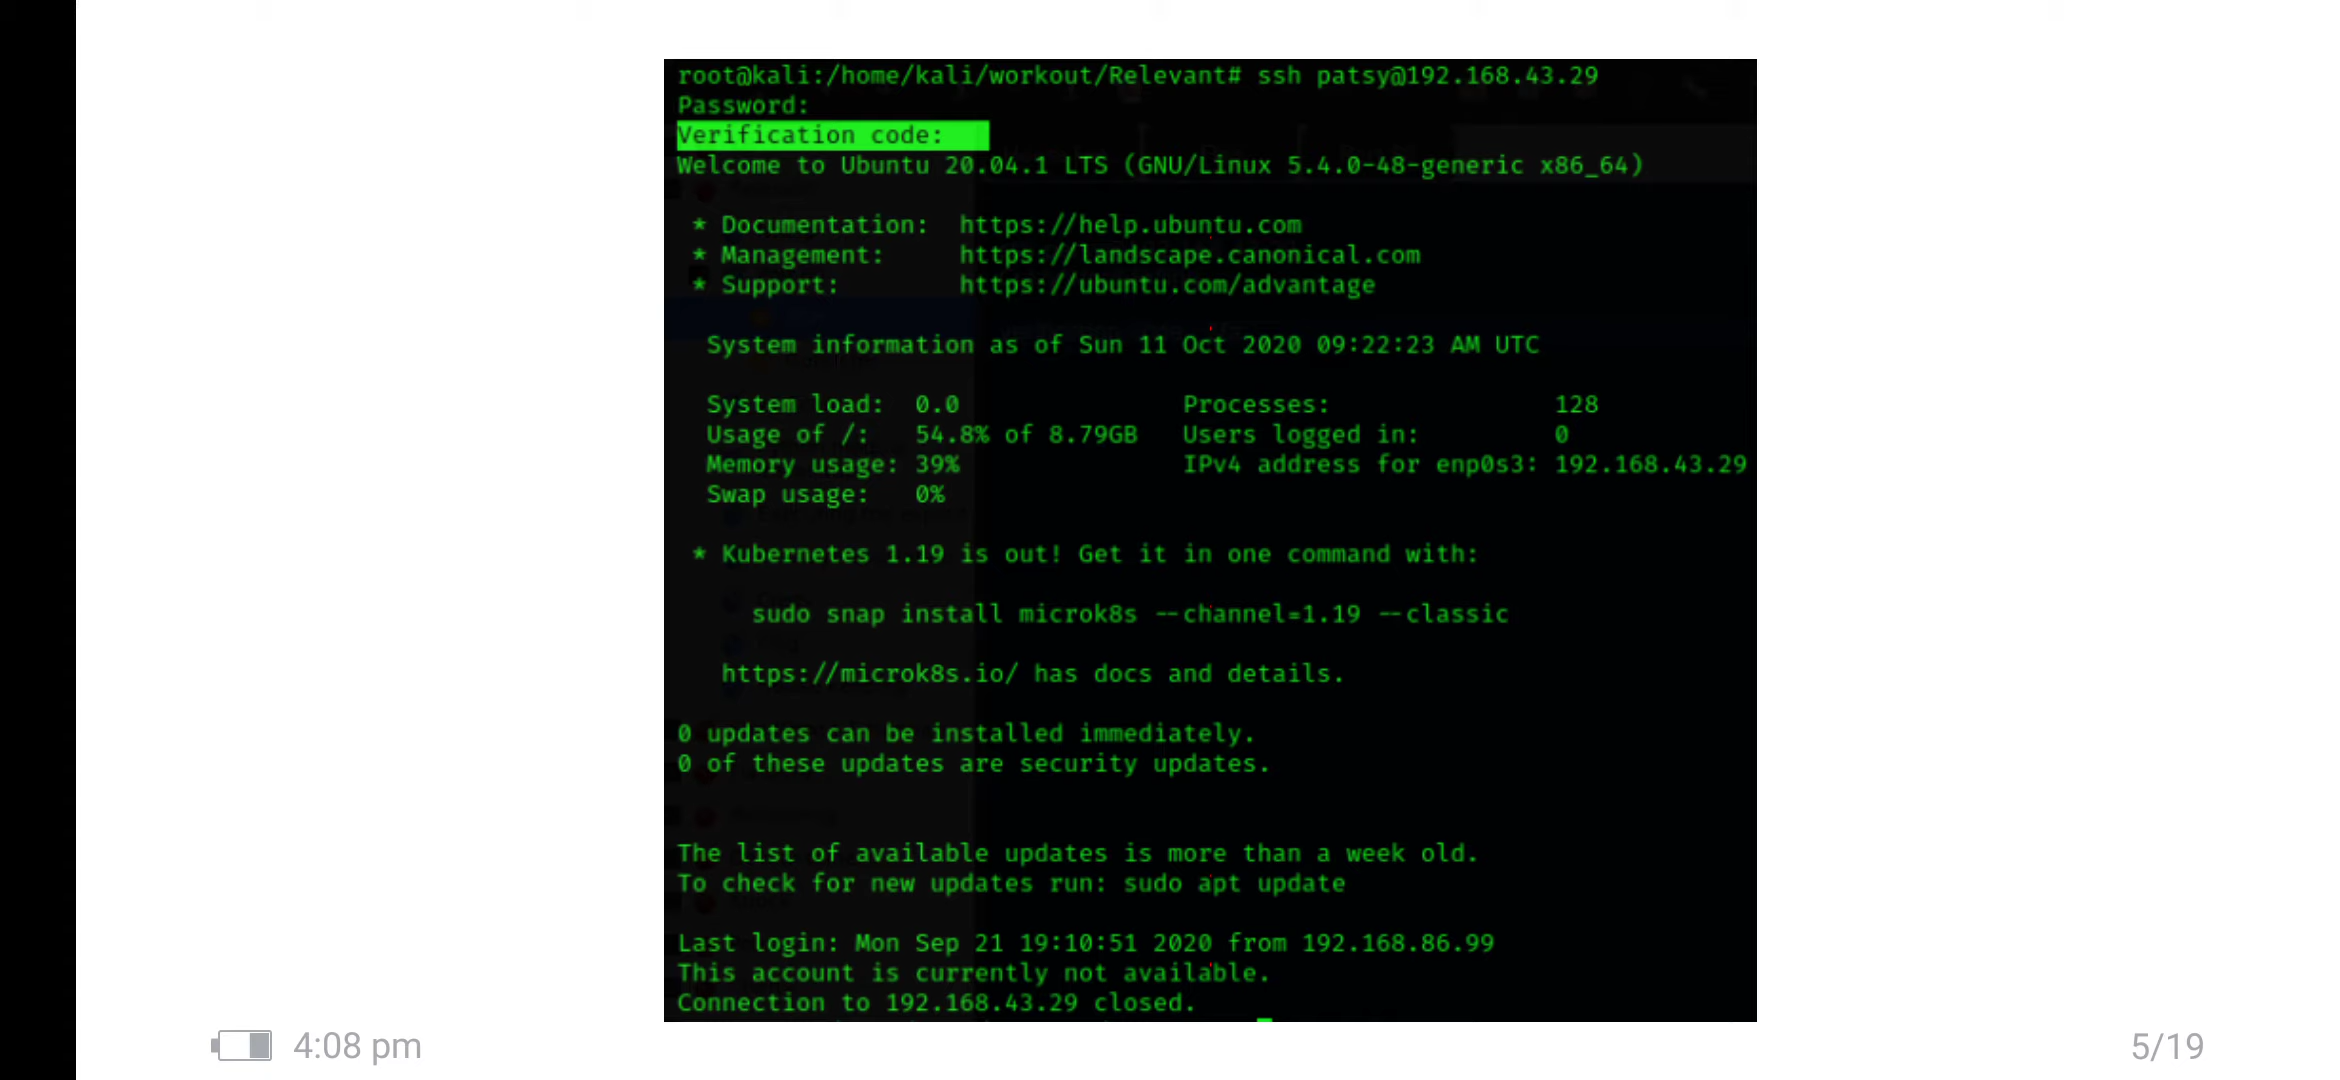 root@kali:/home/kali/workout/Relevant# ssh patsy@192.168.43.29
Password:
Verification code:
Welcome to Ubuntu 20.04.1 LTS (GNU/Linux 5.4.0-48-generic x86_64)
* Documentation:  https://help.ubuntu.com
* Management:     https://landscape.canonical.com
* Support:        https://ubuntu.com/advantage
System information as of Sun 11 Oct 2020 09:22:23 AM UTC
System load:  0.0                Processes:               128
Usage of /:   54.8% of 8.79GB   Users logged in:         0
Memory usage: 39%               IPv4 address for enp0s3: 192.168.43.29
Swap usage:   0%
* Kubernetes 1.19 is out! Get it in one command with:
sudo snap install microk8s --channel=1.19 --classic
https://microk8s.io/ has docs and details.
0 updates can be installed immediately.
0 of these updates are security updates.
The list of available updates is more than a week old.
To check for new updates run: sudo apt update
Last login: Mon Sep 21 19:10:51 2020 from 192.168.86.99
This account is currently not available.
Connection to 192.168.43.29 closed.
4:08 pm
5/19